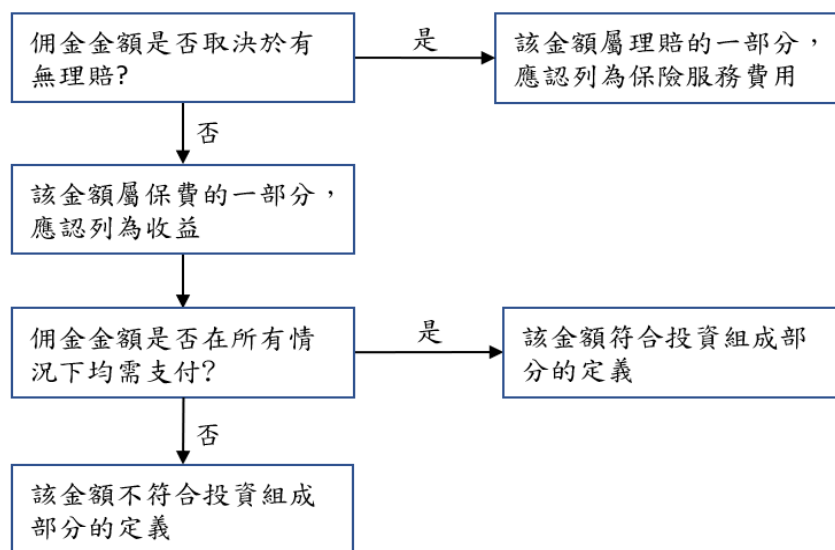 佣金金額是否取決於有
無理賠?
是
該金額屬理賠的一部分，
應認列為保險服務費用
否
該金額屬保費的一部分，
應認列為收益
佣金金額是否在所有情
況下均需支付?
是
該金額符合投資組成部
分的定義
否
該金額不符合投資組成
部分的定義